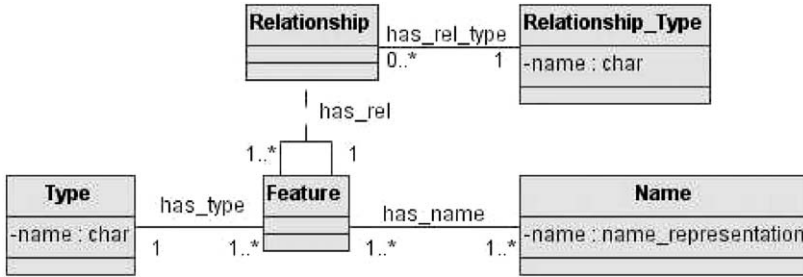 Relationship
has_rel_type
0..*
1
Relationship_Type
-name : char
has_rel
1..*
1
Type
-name : char
has_type
1
1..*
Feature
has_name
1..*
1..*
Name
-name : name_representation